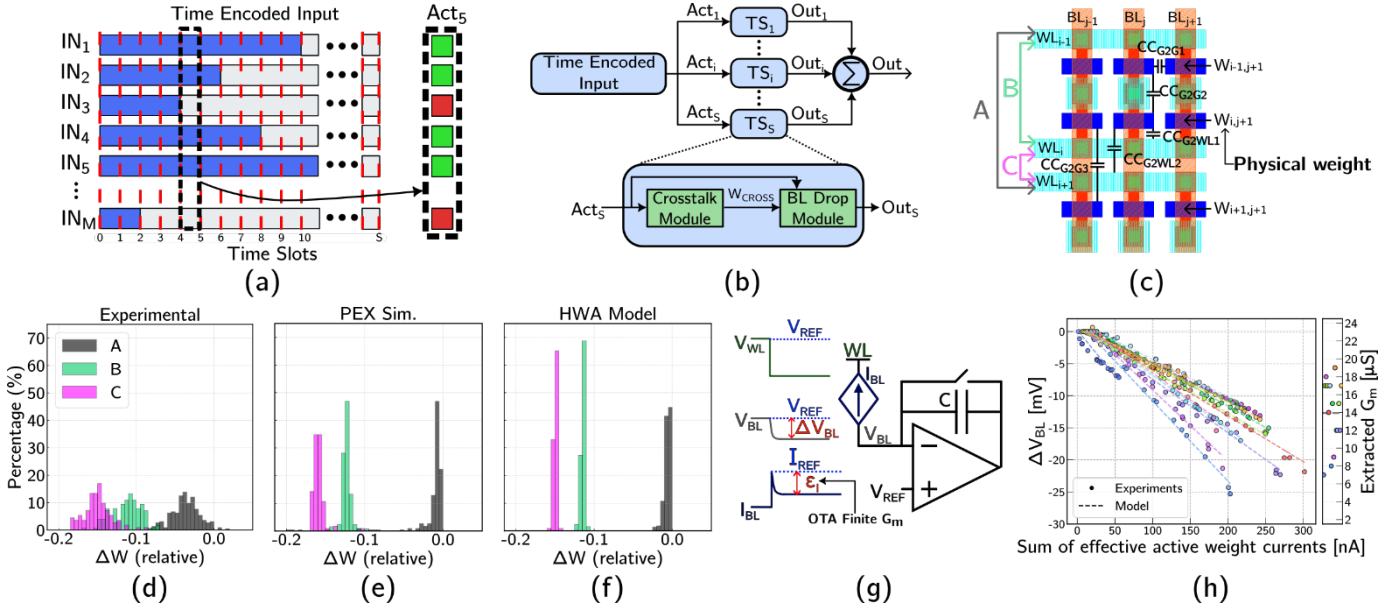 Time Encoded Input
Act5
IN1
IN2
IN3
IN4
IN5
INM
0 1 2 3 4 5 6 7 8 9 10 S
Time Slots
(a)
Time Encoded Input
Act1
Acti
ActS
TS1
TSi
TSS
Out1
Outi
OutS
Σ
Out
ActS
Crosstalk Module
WCROSS
BL Drop Module
OutS
(b)
BLj-1
BLj
BLj+1
WLi-1
CCG2G1
Wi-1,j+1
A
B
CCG2G2
Wi,j+1
CCG2WL1
WLi
C
CCG2G3
CCG2WL2
Physical weight
WLi+1
Wi+1,j+1
(c)
Experimental
Percentage (%)
70
60
50
40
30
20
10
0
A
B
C
-0.2 -0.1 0.0
ΔW (relative)
(d)
PEX Sim.
-0.2 -0.1 0.0
ΔW (relative)
(e)
HWA Model
-0.2 -0.1 0.0
ΔW (relative)
(f)
VREF
VWL
VREF
VBL
ΔVBL
IREF
εi
IBL
OTA Finite Gm
WL
IBL
VBL
C
−
+
VREF
(g)
ΔVBL [mV]
0
-5
-10
-15
-20
-25
-30
Experiments
Model
0 50 100 150 200 250 300
Sum of effective active weight currents [nA]
Extracted Gm [μS]
24
22
20
18
16
14
12
10
8
6
4
2
(h)